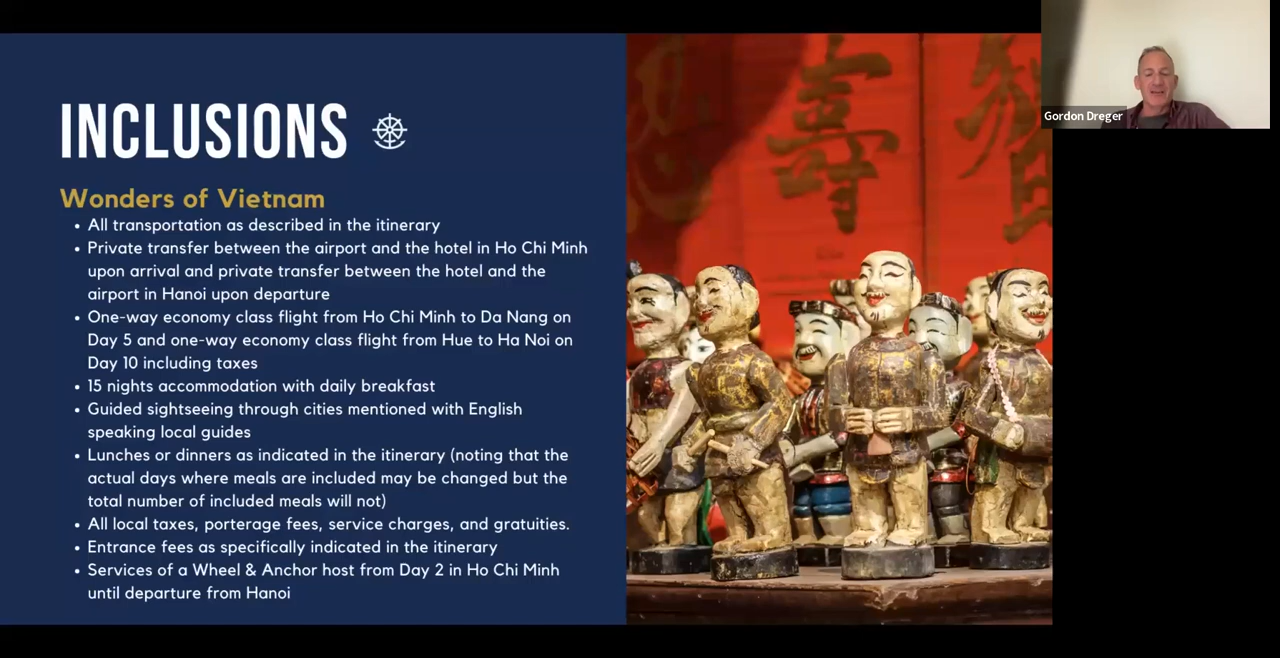 INCLUSIONS
Wonders of Vietnam
• All transportation as described in the itinerary
• Private transfer between the airport and the hotel in Ho Chi Minh
upon arrival and private transfer between the hotel and the
airport in Hanoi upon departure
• One-way economy class flight from Ho Chi Minh to Da Nang on
Day 5 and one-way economy class flight from Hue to Ha Noi on
Day 10 including taxes
• 15 nights accommodation with daily breakfast
• Guided sightseeing through cities mentioned with English
speaking local guides
• Lunches or dinners as indicated in the itinerary (noting that the
actual days where meals are included may be changed but the
total number of included meals will not)
• All local taxes, porterage fees, service charges, and gratuities.
• Entrance fees as specifically indicated in the itinerary
• Services of a Wheel & Anchor host from Day 2 in Ho Chi Minh
until departure from Hanoi
壽
Gordon Dreger